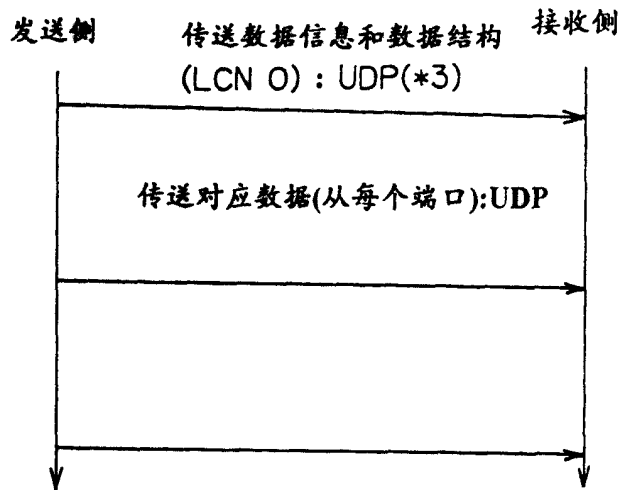 发送侧
传送数据信息和数据结构
接收侧
(LCN O) : UDP(*3)
传送对应数据(从每个端口):UDP